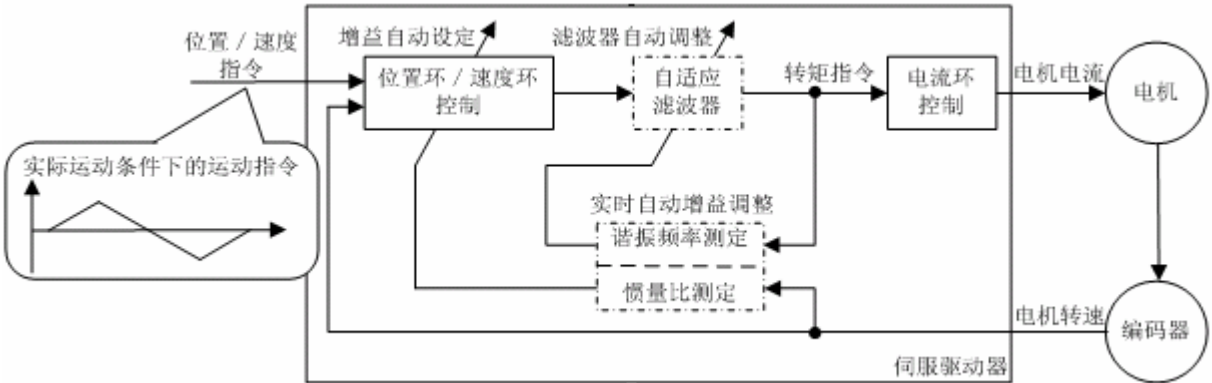 位置／速度
指令
增益自动设定
滤波器自动调整
位置环／速度环
控制
自适应
滤波器
转矩指令
电流环
控制
电机电流
电机
实际运动条件下的运动指令
实时自动增益调整
谐振频率测定
惯量比测定
电机转速
编码器
伺服驱动器